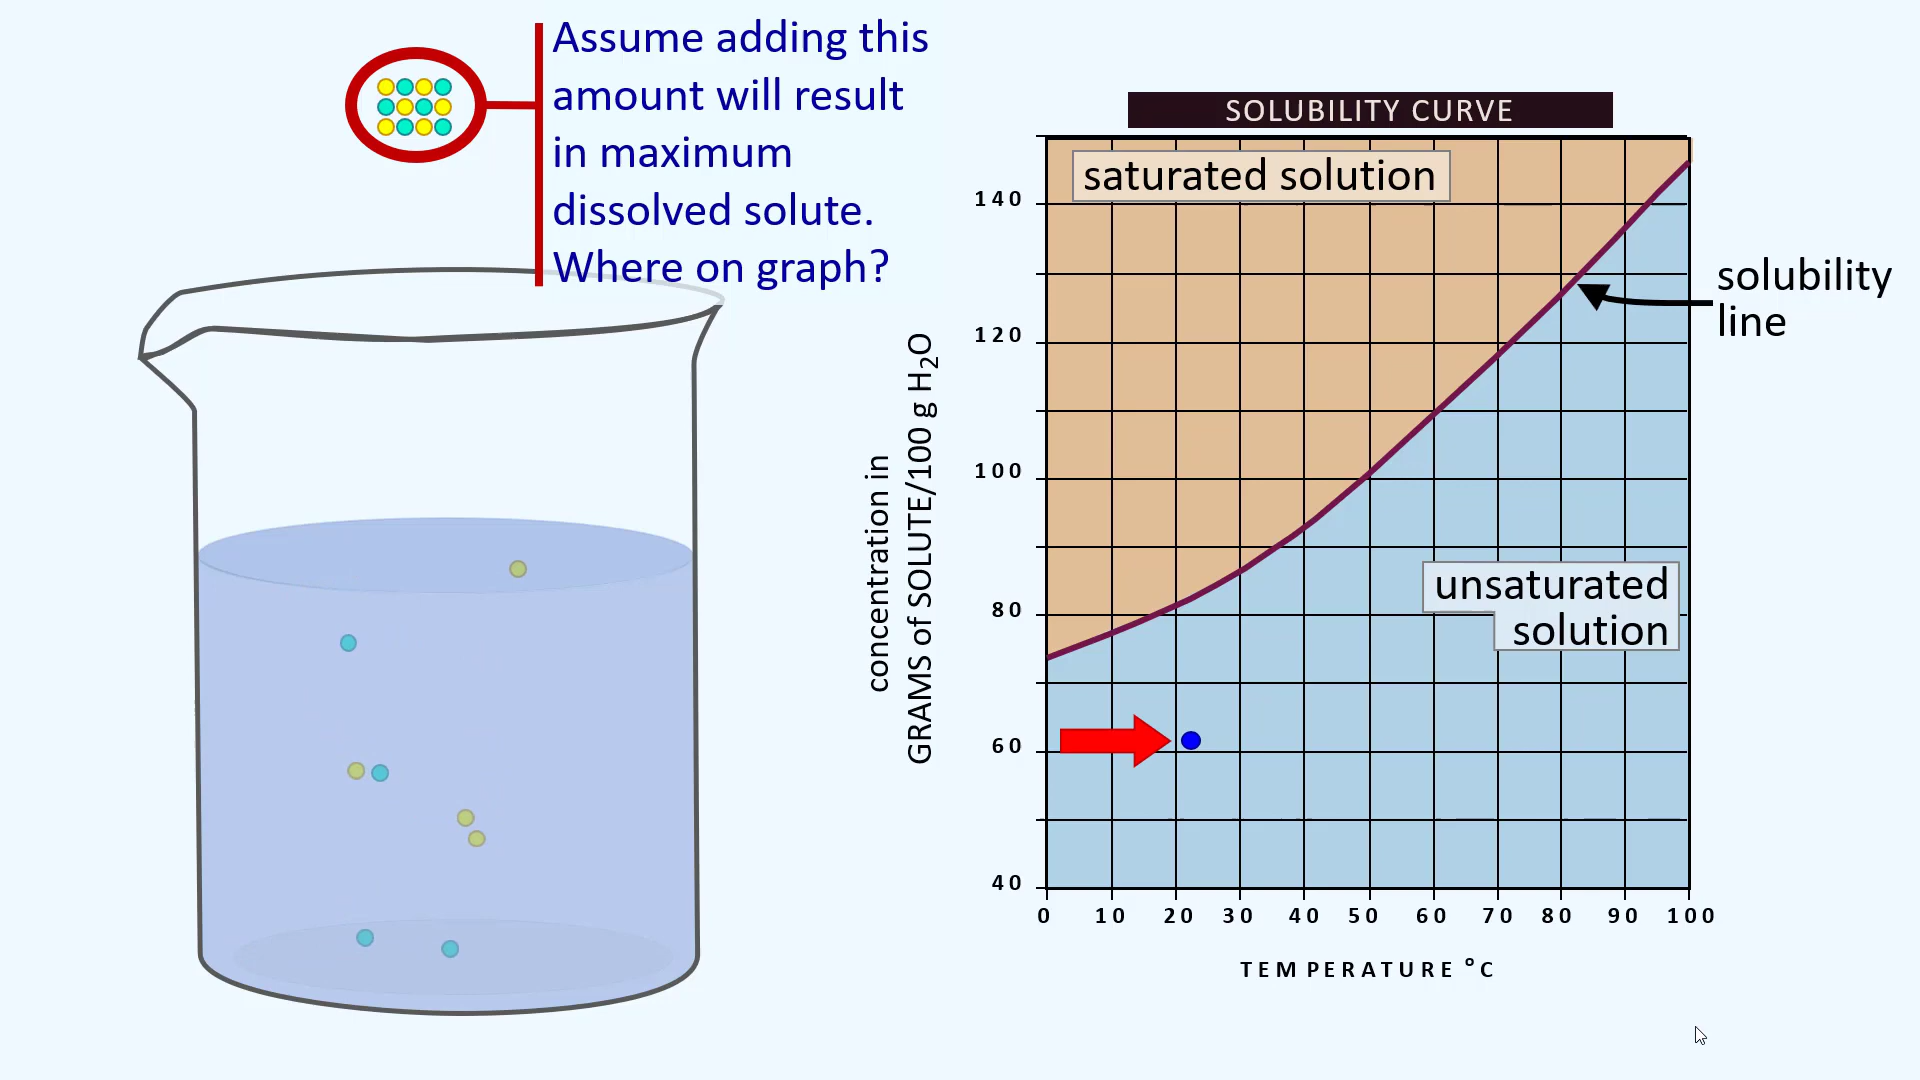 Assume adding this
amount will result
in maximum
dissolved solute.
Where on graph?
SOLUBILITY CURVE
saturated solution
solubility
line
unsaturated
solution
concentration in
GRAMS of SOLUTE/100 g H₂O
140
120
100
80
60
40
0 10 20 30 40 50 60 70 80 90 100
TEMPERATURE °C